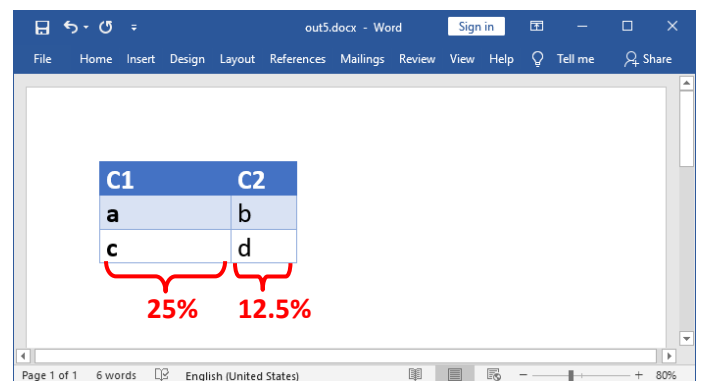 out5.docx - Word Sign in
File Home Insert Design Layout References Mailings Review View Help Tell me Share
C1 C2
a b
c d
25% 12.5%
Page 1 of 1 6 words English (United States) 80%